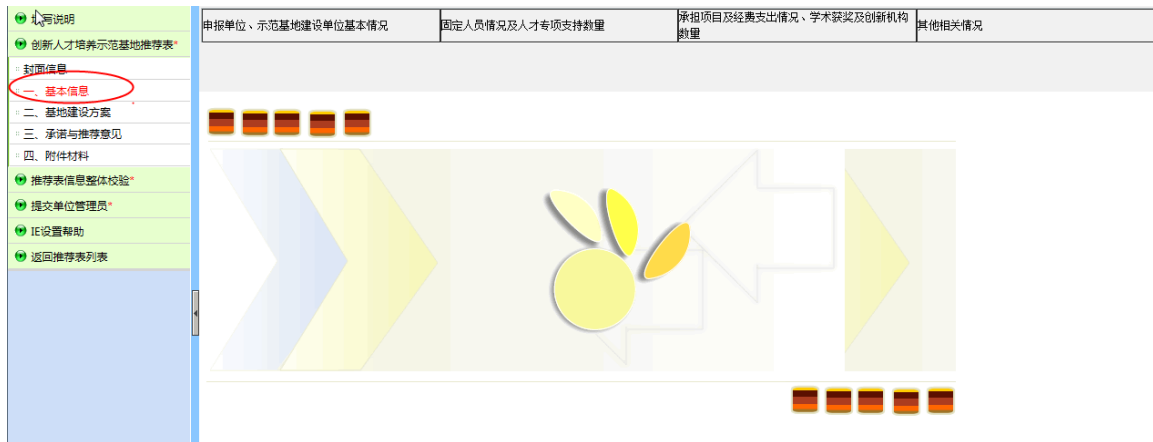 填写说明
创新人才培养示范基地推荐表*
封面信息
一、基本信息
二、基地建设方案
三、承诺与推荐意见
四、附件材料
推荐表信息整体校验*
提交单位管理员*
IE设置帮助
返回推荐表列表
申报单位、示范基地建设单位基本情况
固定人员情况及人才专项支持数量
承担项目及经费支出情况、学术获奖及创新机构
数量
其他相关情况